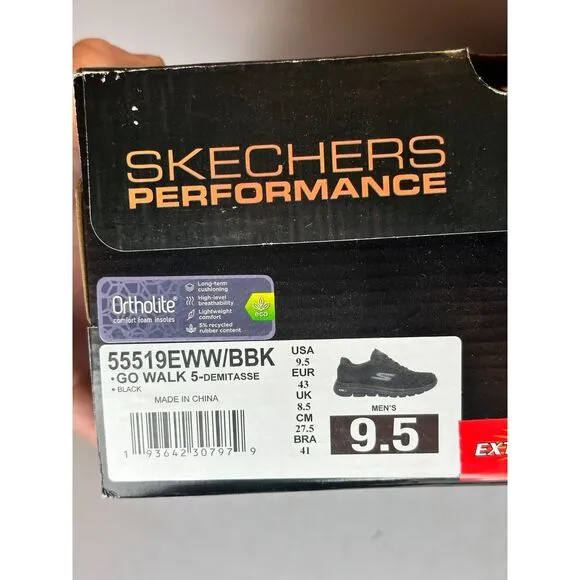 SKECHERS
PERFORMANCE
Ortholite®
comfort foam insoles
Long-term
cushioning
High-level
breathability
Lightweight
comfort
5% recycled
rubber content
eco
55519EWW/BBK
•GO WALK 5-DEMITASSE
• BLACK
MADE IN CHINA
1 93642 30797 9
USA
9.5
EUR
43
UK
8.5
CM
27.5
BRA
41
MEN'S
9.5